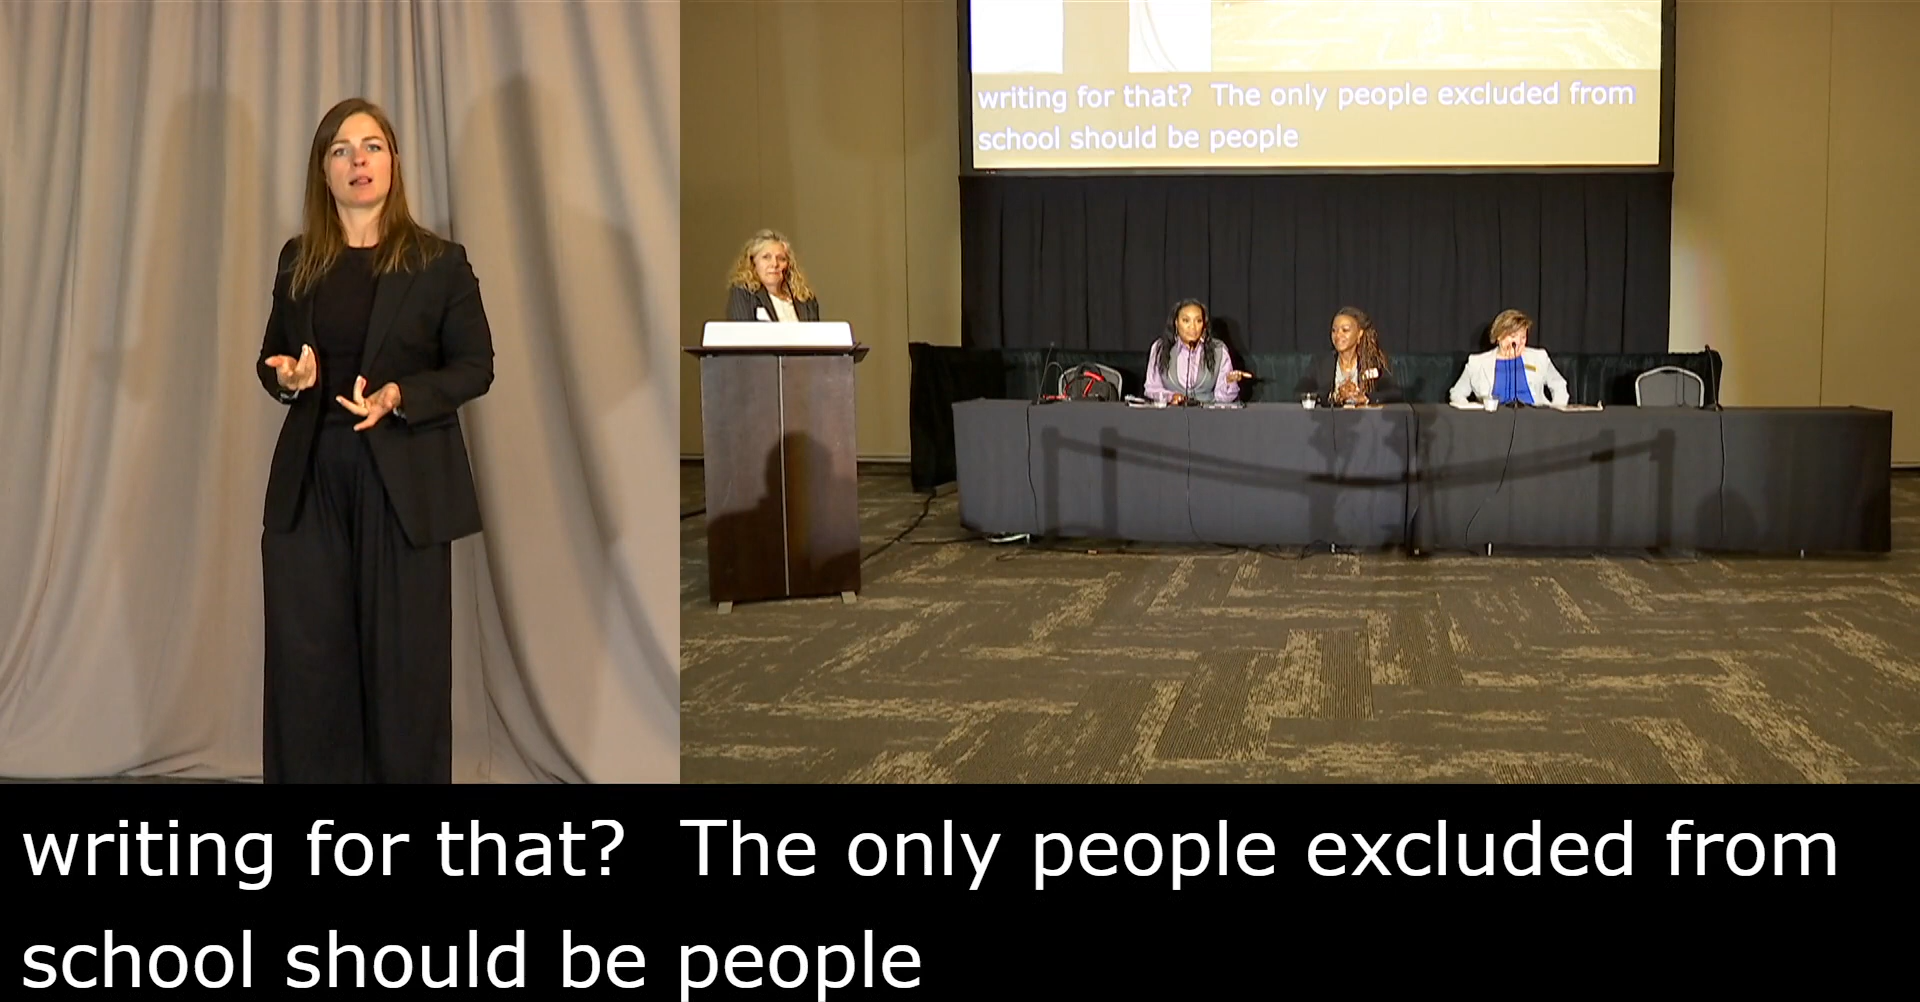 writing for that?  The only people excluded from
school should be people
writing for that?  The only people excluded from
school should be people